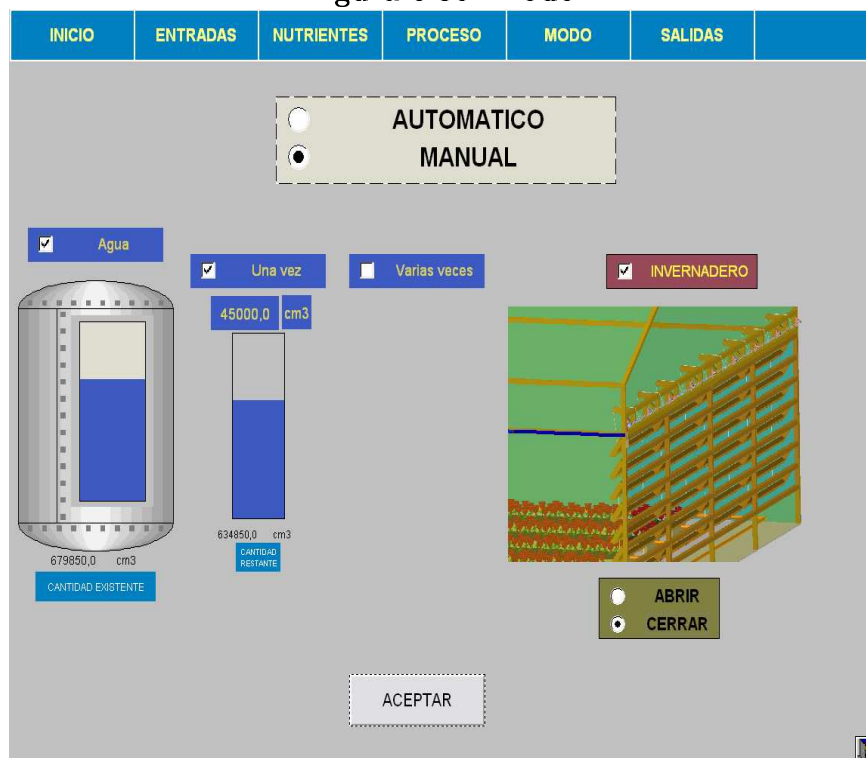 INICIO ENTRADAS NUTRIENTES PROCESO MODO SALIDAS
AUTOMATICO
MANUAL
Agua
Una vez
Varias veces
INVERNADERO
45000,0 cm3
634850,0 cm3
CANTIDAD
RESTANTE
679850,0 cm3
CANTIDAD EXISTENTE
ABRIR
CERRAR
ACEPTAR